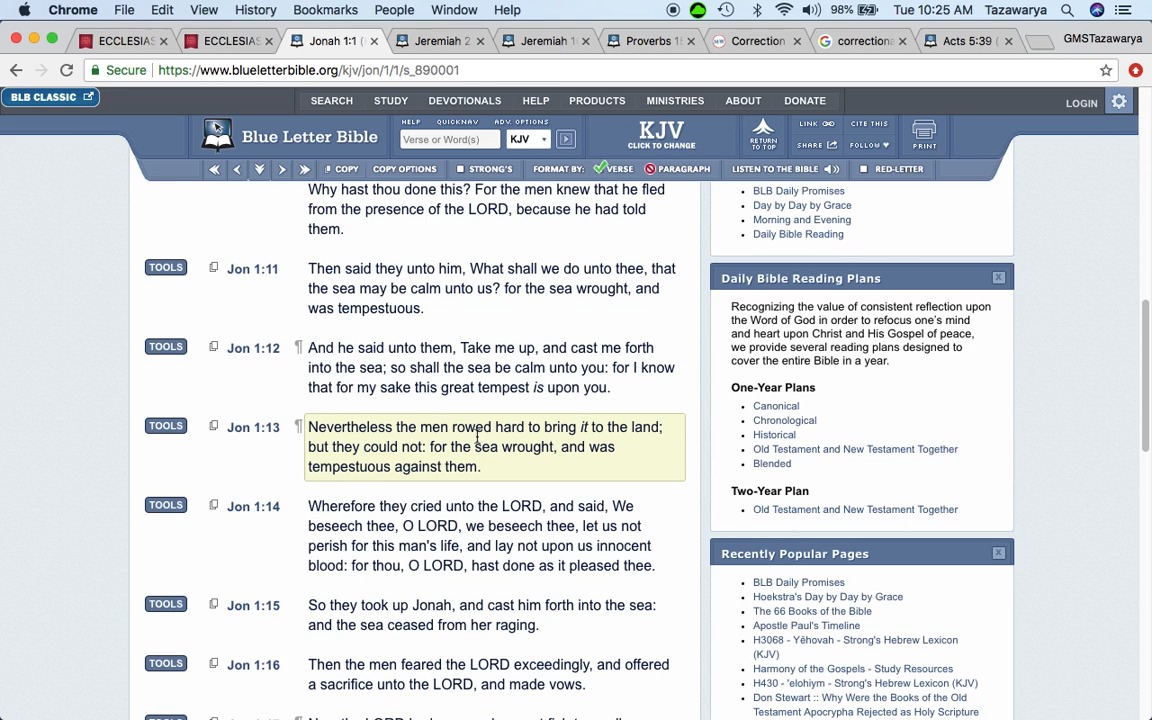 Chrome File Edit View History Bookmarks People Window Help 98% Tue 10:25 AM Tazawarya
ECCLESIAS ECCLESIAS Jonah 1:1 ( Jeremiah 2 Jeremiah 1 Proverbs 1 Correction correctiona Acts 5:39 ( GMSTazawarya
Secure https://www.blueletterbible.org/kjv/jon/1/1/s_890001
BLB CLASSIC
SEARCH STUDY DEVOTIONALS HELP PRODUCTS MINISTRIES ABOUT DONATE LOGIN
HELP QUICKNAV ADV. OPTIONS
Blue Letter Bible
Verse or Word(s) KJV
KJV
CLICK TO CHANGE
RETURN
TO TOP
LINK CITE THIS
SHARE FOLLOW
PRINT
COPY COPY OPTIONS STRONG'S FORMAT BY: VERSE PARAGRAPH LISTEN TO THE BIBLE RED-LETTER
Why hast thou done this? For the men knew that he fled
from the presence of the LORD, because he had told
them.
TOOLS Jon 1:11 Then said they unto him, What shall we do unto thee, that
the sea may be calm unto us? for the sea wrought, and
was tempestuous.
TOOLS Jon 1:12 ¶ And he said unto them, Take me up, and cast me forth
into the sea; so shall the sea be calm unto you: for I know
that for my sake this great tempest is upon you.
TOOLS Jon 1:13 ¶ Nevertheless the men rowed hard to bring it to the land;
but they could not: for the sea wrought, and was
tempestuous against them.
TOOLS Jon 1:14 Wherefore they cried unto the LORD, and said, We
beseech thee, O LORD, we beseech thee, let us not
perish for this man's life, and lay not upon us innocent
blood: for thou, O LORD, hast done as it pleased thee.
TOOLS Jon 1:15 So they took up Jonah, and cast him forth into the sea:
and the sea ceased from her raging.
TOOLS Jon 1:16 Then the men feared the LORD exceedingly, and offered
a sacrifice unto the LORD, and made vows.
BLB Daily Promises
Day by Day by Grace
Morning and Evening
Daily Bible Reading
Daily Bible Reading Plans
Recognizing the value of consistent reflection upon
the Word of God in order to refocus one's mind
and heart upon Christ and His Gospel of peace,
we provide several reading plans designed to
cover the entire Bible in a year.
One-Year Plans
Canonical
Chronological
Historical
Old Testament and New Testament Together
Blended
Two-Year Plan
Old Testament and New Testament Together
Recently Popular Pages
BLB Daily Promises
Hoekstra's Day by Day by Grace
The 66 Books of the Bible
Apostle Paul's Timeline
H3068 - Yĕhovah - Strong's Hebrew Lexicon
(KJV)
Harmony of the Gospels - Study Resources
H430 - 'elohiym - Strong's Hebrew Lexicon (KJV)
Don Stewart :: Why Were the Books of the Old
Testament Apocrypha Rejected as Holy Scripture